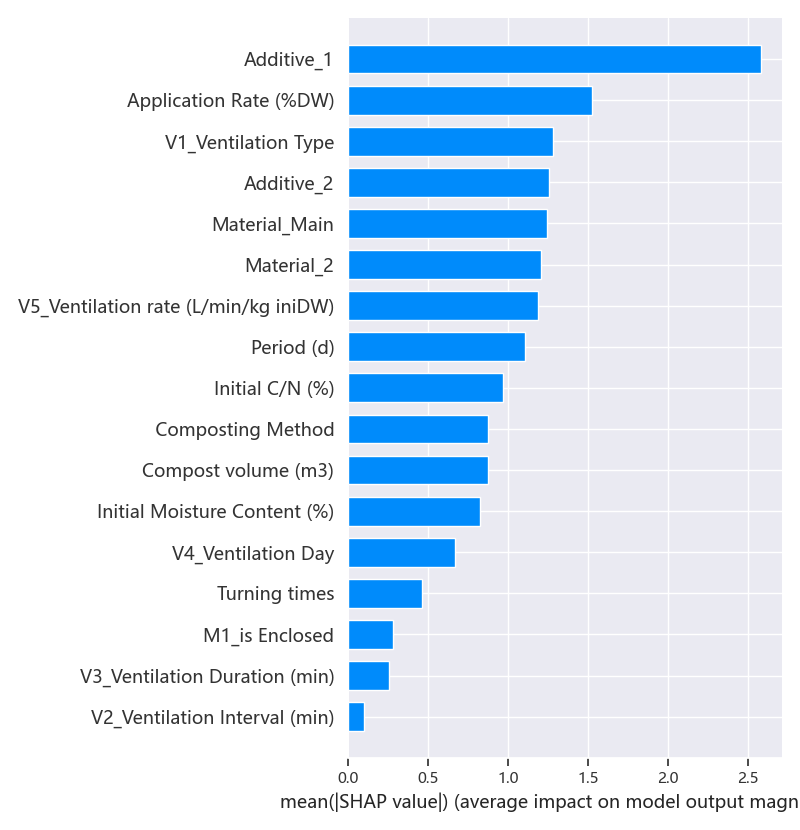 Additive_1
Application Rate (%DW)
V1_Ventilation Type
Additive_2
Material_Main
Material_2
V5_Ventilation rate (L/min/kg iniDW)
Period (d)
Initial C/N (%)
Composting Method
Compost volume (m3)
Initial Moisture Content (%)
V4_Ventilation Day
Turning times
M1_is Enclosed
V3_Ventilation Duration (min)
V2_Ventilation Interval (min)
0.0 0.5 1.0 1.5 2.0 2.5
mean(|SHAP value|) (average impact on model output magn